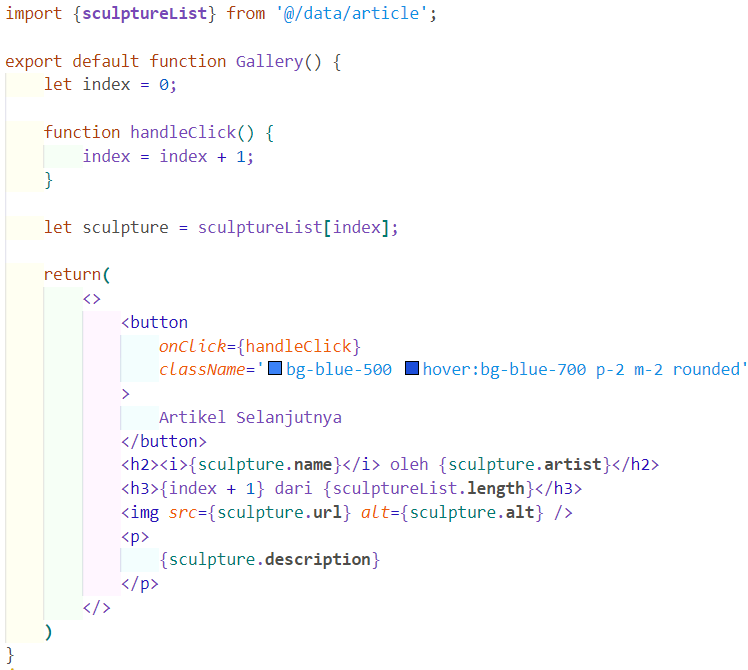 import {sculptureList} from '@/data/article';

export default function Gallery() {
    let index = 0;

    function handleClick() {
        index = index + 1;
    }

    let sculpture = sculptureList[index];

    return(
        <>
            <button
                onClick={handleClick}
                className='bg-blue-500 hover:bg-blue-700 p-2 m-2 rounded'
            >
                Artikel Selanjutnya
            </button>
            <h2><i>{sculpture.name}</i> oleh {sculpture.artist}</h2>
            <h3>{index + 1} dari {sculptureList.length}</h3>
            <img src={sculpture.url} alt={sculpture.alt} />
            <p>
                {sculpture.description}
            </p>
        </>
    )
}